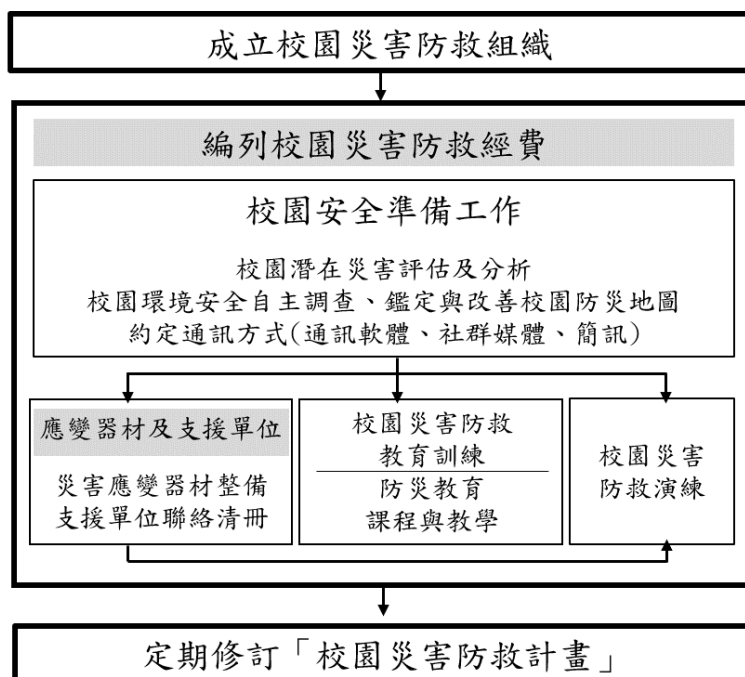 成立校園災害防救組織
編列校園災害防救經費
校園安全準備工作
校園潛在災害評估及分析
校園環境安全自主調查、鑑定與改善校園防災地圖
約定通訊方式(通訊軟體、社群媒體、簡訊)
應變器材及支援單位
災害應變器材整備
支援單位聯絡清冊
校園災害防救
教育訓練
防災教育
課程與教學
校園災害
防救演練
定期修訂「校園災害防救計畫」